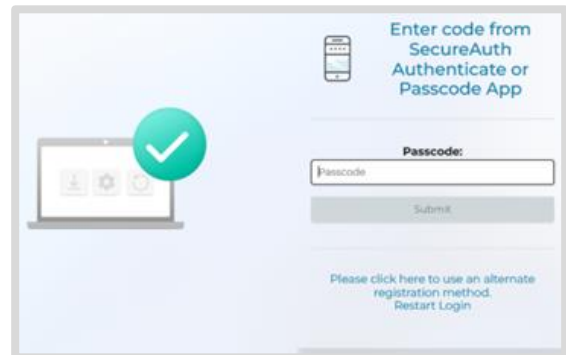 Enter code from
SecureAuth
Authenticate or
Passcode App
Passcode:
Passcode
Submit
Please click here to use an alternate
registration method.
Restart Login